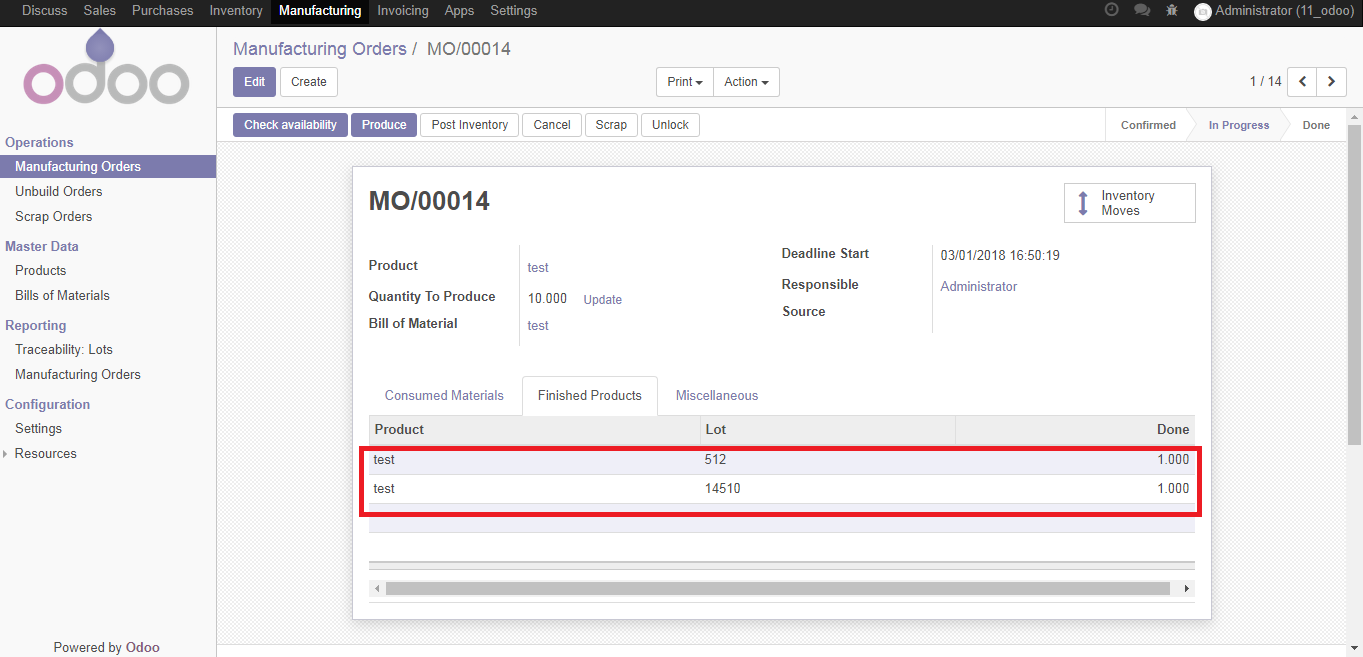 Discuss Sales Purchases Inventory Manufacturing Invoicing Apps Settings Administrator (11_odoo)
odoo
Manufacturing Orders / MO/00014
Edit Create Print Action 1 / 14
Check availability Produce Post Inventory Cancel Scrap Unlock Confirmed In Progress Done
Operations
Manufacturing Orders
Unbuild Orders
Scrap Orders
Master Data
Products
Bills of Materials
Reporting
Traceability: Lots
Manufacturing Orders
Configuration
Settings
Resources
Powered by Odoo
MO/00014
Inventory
Moves
Product test
Quantity To Produce 10.000 Update
Bill of Material test
Deadline Start 03/01/2018 16:50:19
Responsible Administrator
Source
Consumed Materials Finished Products Miscellaneous
Product Lot Done
test 512 1.000
test 14510 1.000